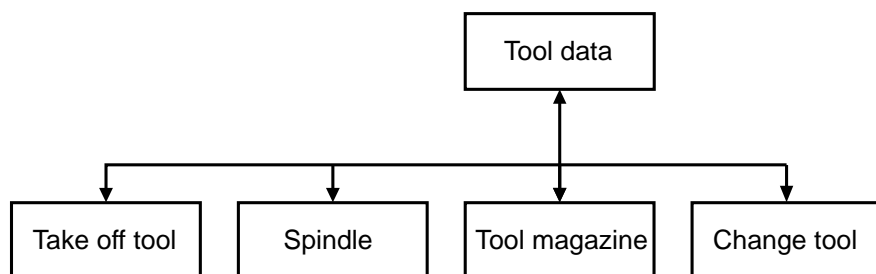 Tool data
Take off tool
Spindle
Tool magazine
Change tool